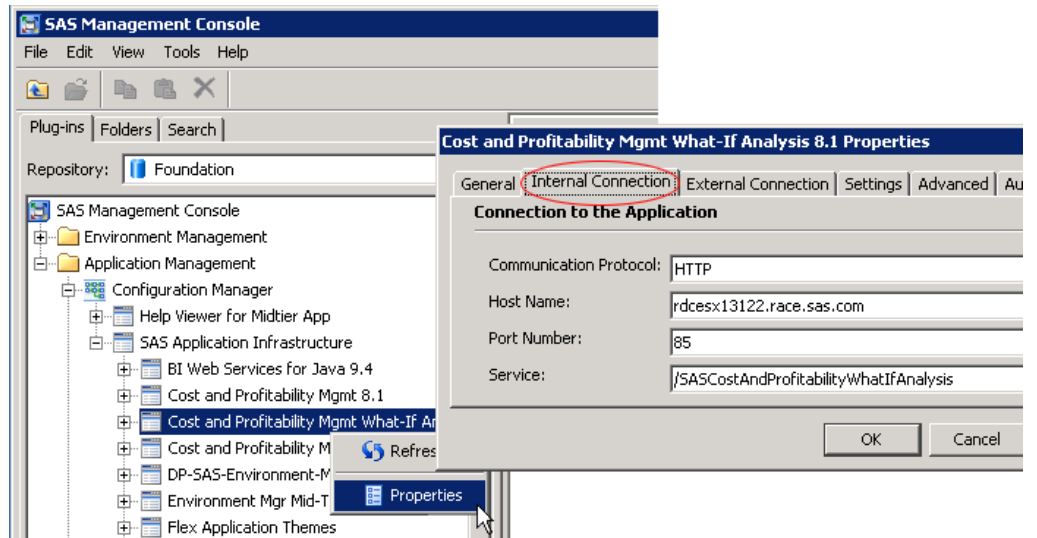 SAS Management Console
File Edit View Tools Help
Plug-ins Folders Search
Repository: Foundation
SAS Management Console
Environment Management
Application Management
Configuration Manager
Help Viewer for Midtier App
SAS Application Infrastructure
BI Web Services for Java 9.4
Cost and Profitability Mgmt 8.1
Cost and Profitability Mgmt What-If An
Cost and Profitability M
DP-SAS-Environment-M
Environment Mgr Mid-T
Flex Application Themes
Refres
Properties
Cost and Profitability Mgmt What-If Analysis 8.1 Properties
General Internal Connection External Connection Settings Advanced Au
Connection to the Application
Communication Protocol: HTTP
Host Name: rdcesx13122.race.sas.com
Port Number: 85
Service: /SASCostAndProfitabilityWhatIfAnalysis
OK Cancel